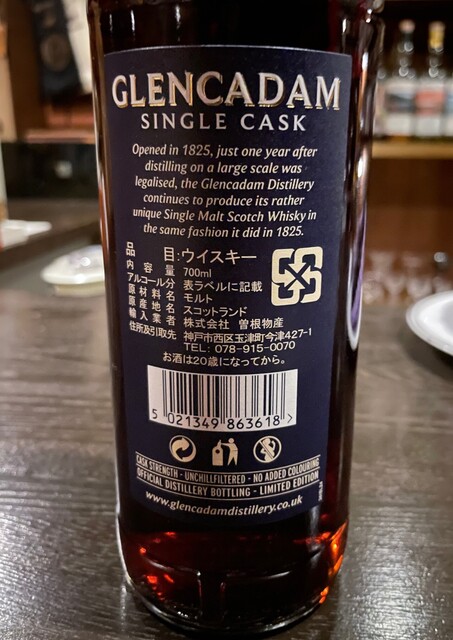 GLENCADAM
SINGLE CASK
Opened in 1825, just one year after
distilling on a large scale was
legalised, the Glencadam Distillery
continues to produce its rather
unique Single Malt Scotch Whisky in
the same fashion it did in 1825.
品 目:ウイスキー
内容量 700ml
アルコール分 表ラベルに記載
原材料名 モルト
原産地名 スコットランド
輸入業者 株式会社 曽根物産
住所及引取先 神戸市西区玉津町今津427-1
TEL: 078-915-0070
お酒は20歳になってから。
5 021349 863618 >
CASK STRENGTH - UNCHILLFILTERED - NO ADDED COLOURING
OFFICIAL DISTILLERY BOTTLING - LIMITED EDITION
www.glencadamdistillery.co.uk